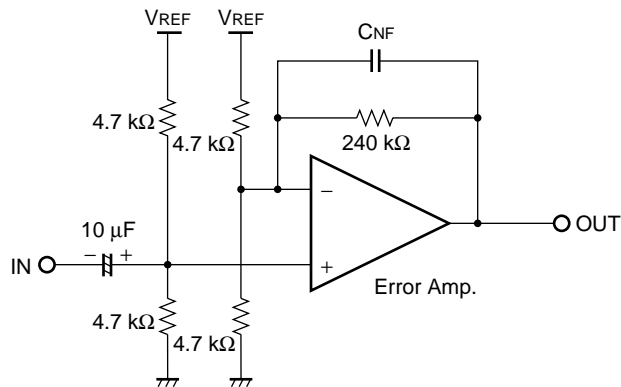 VREF
VREF
CNF
4.7 kΩ
4.7 kΩ
240 kΩ
−
10 μF
− +
IN
+
OUT
Error Amp.
4.7 kΩ
4.7 kΩ